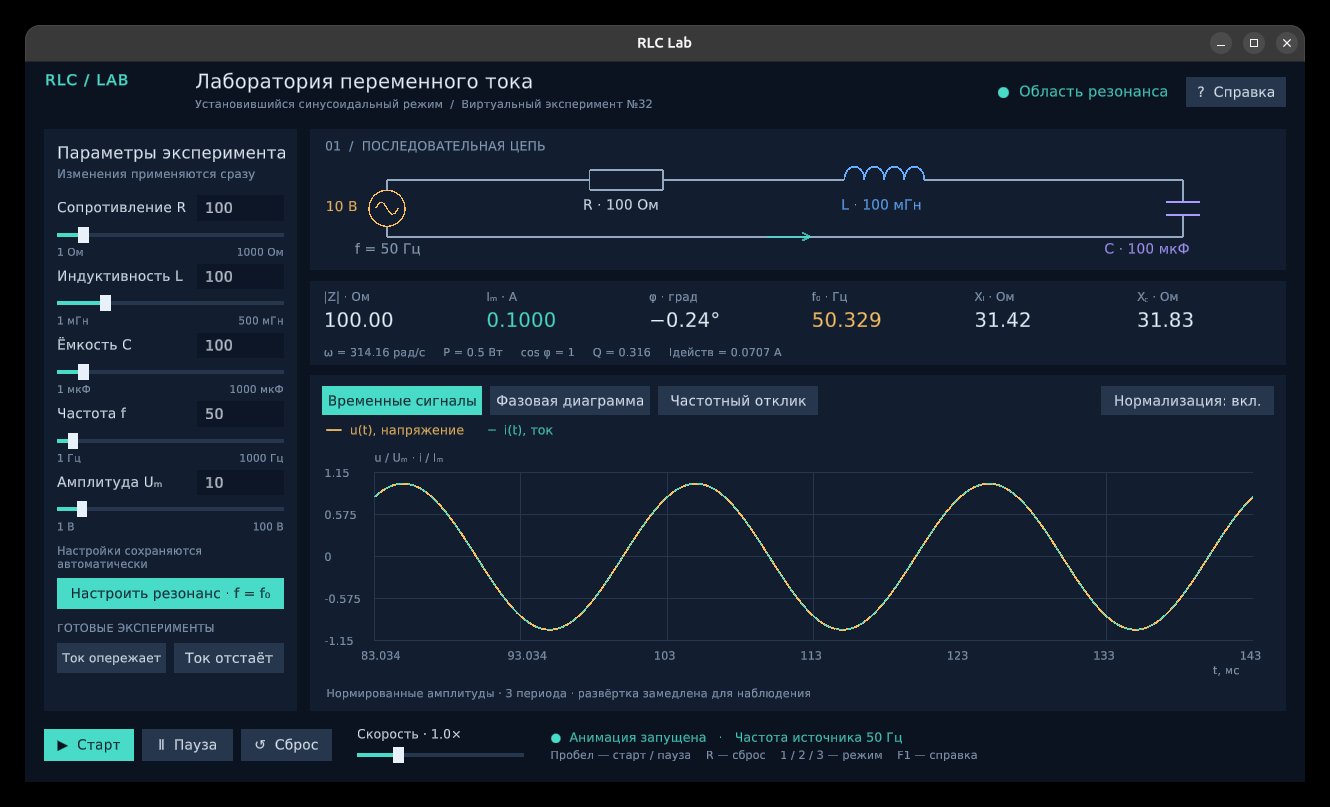 RLC Lab
RLC / LAB
Лаборатория переменного тока
Установившийся синусоидальный режим / Виртуальный эксперимент №32
Область резонанса
? Справка
Параметры эксперимента
Изменения применяются сразу
Сопротивление R 100
1 Ом 1000 Ом
Индуктивность L 100
1 мГн 500 мГн
Ёмкость C 100
1 мкФ 1000 мкФ
Частота f 50
1 Гц 1000 Гц
Амплитуда Uₘ 10
1 В 100 В
Настройки сохраняются
автоматически
Настроить резонанс · f = f₀
ГОТОВЫЕ ЭКСПЕРИМЕНТЫ
Ток опережает Ток отстаёт
01 / ПОСЛЕДОВАТЕЛЬНАЯ ЦЕПЬ
10 В
R · 100 Ом
L · 100 мГн
f = 50 Гц
C · 100 мкФ
|Z| · Ом Iₘ · А φ · град f₀ · Гц Xₗ · Ом X꜀ · Ом
100.00 0.1000 −0.24° 50.329 31.42 31.83
ω = 314.16 рад/с P = 0.5 Вт cos φ = 1 Q = 0.316 Iдейств = 0.0707 А
Временные сигналы Фазовая диаграмма Частотный отклик Нормализация: вкл.
u(t), напряжение i(t), ток
u / Uₘ · i / Iₘ
1.15
0.575
0
-0.575
-1.15
83.034 93.034 103 113 123 133 143
t, мс
Нормированные амплитуды · 3 периода · развёртка замедлена для наблюдения
▶ Старт Ⅱ Пауза ↺ Сброс
Скорость · 1.0×
Анимация запущена · Частота источника 50 Гц
Пробел — старт / пауза R — сброс 1 / 2 / 3 — режим F1 — справка